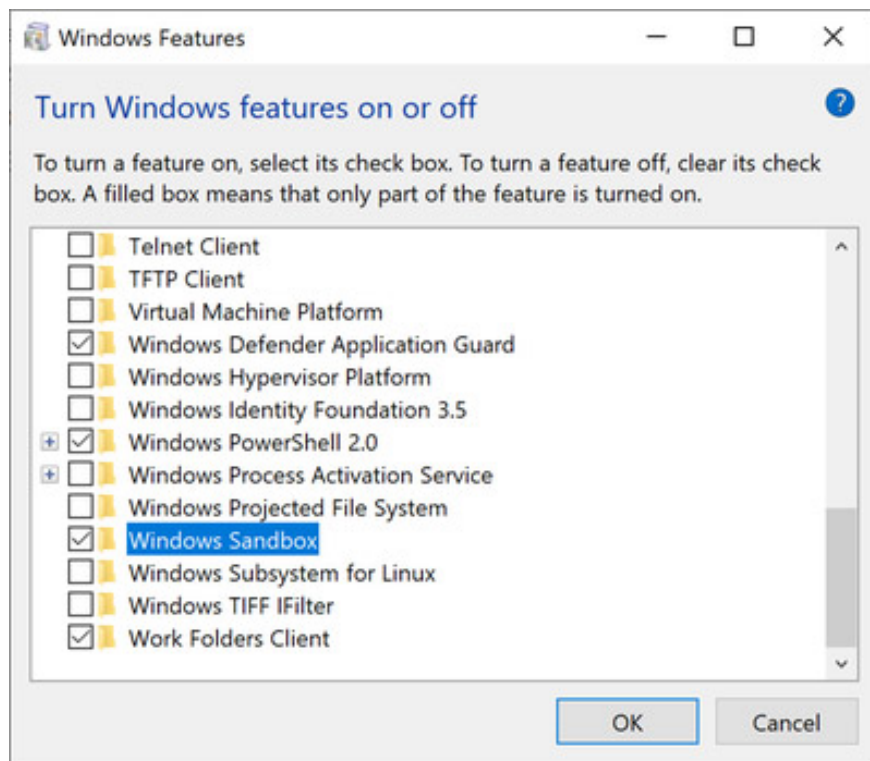 Windows Features
Turn Windows features on or off
?
To turn a feature on, select its check box. To turn a feature off, clear its check
box. A filled box means that only part of the feature is turned on.
Telnet Client
TFTP Client
Virtual Machine Platform
Windows Defender Application Guard
Windows Hypervisor Platform
Windows Identity Foundation 3.5
Windows PowerShell 2.0
Windows Process Activation Service
Windows Projected File System
Windows Sandbox
Windows Subsystem for Linux
Windows TIFF IFilter
Work Folders Client
OK
Cancel